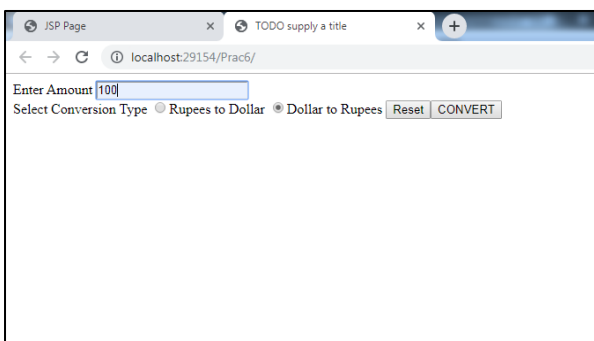 JSP Page
TODO supply a title
localhost:29154/Prac6/
Enter Amount 100
Select Conversion Type Rupees to Dollar Dollar to Rupees Reset CONVERT